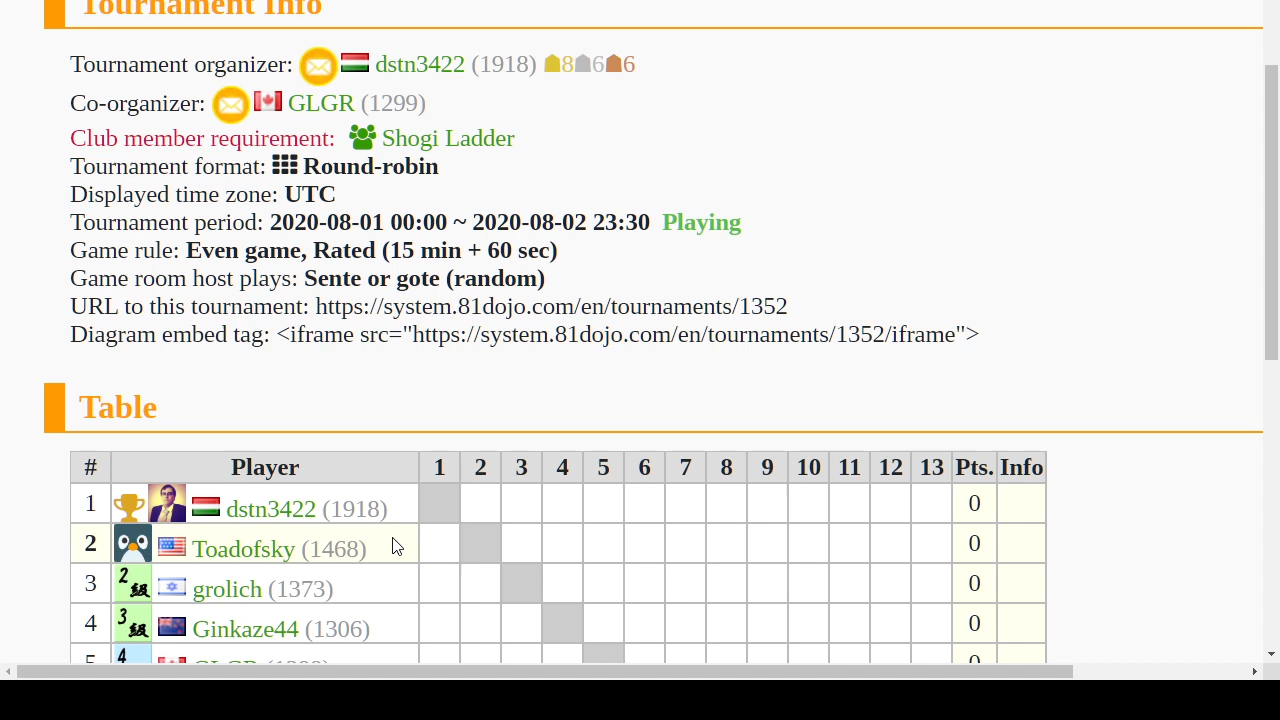 Tournament Info
Tournament organizer: dstn3422 (1918) 8 6 6
Co-organizer: GLGR (1299)
Club member requirement: Shogi Ladder
Tournament format: Round-robin
Displayed time zone: UTC
Tournament period: 2020-08-01 00:00 ~ 2020-08-02 23:30 Playing
Game rule: Even game, Rated (15 min + 60 sec)
Game room host plays: Sente or gote (random)
URL to this tournament: https://system.81dojo.com/en/tournaments/1352
Diagram embed tag: <iframe src="https://system.81dojo.com/en/tournaments/1352/iframe">
Table
# Player 1 2 3 4 5 6 7 8 9 10 11 12 13 Pts. Info
1 dstn3422 (1918) 0
2 Toadofsky (1468) 0
3 2級 grolich (1373) 0
4 3級 Ginkaze44 (1306) 0
5 4 GLGR (1299) 0